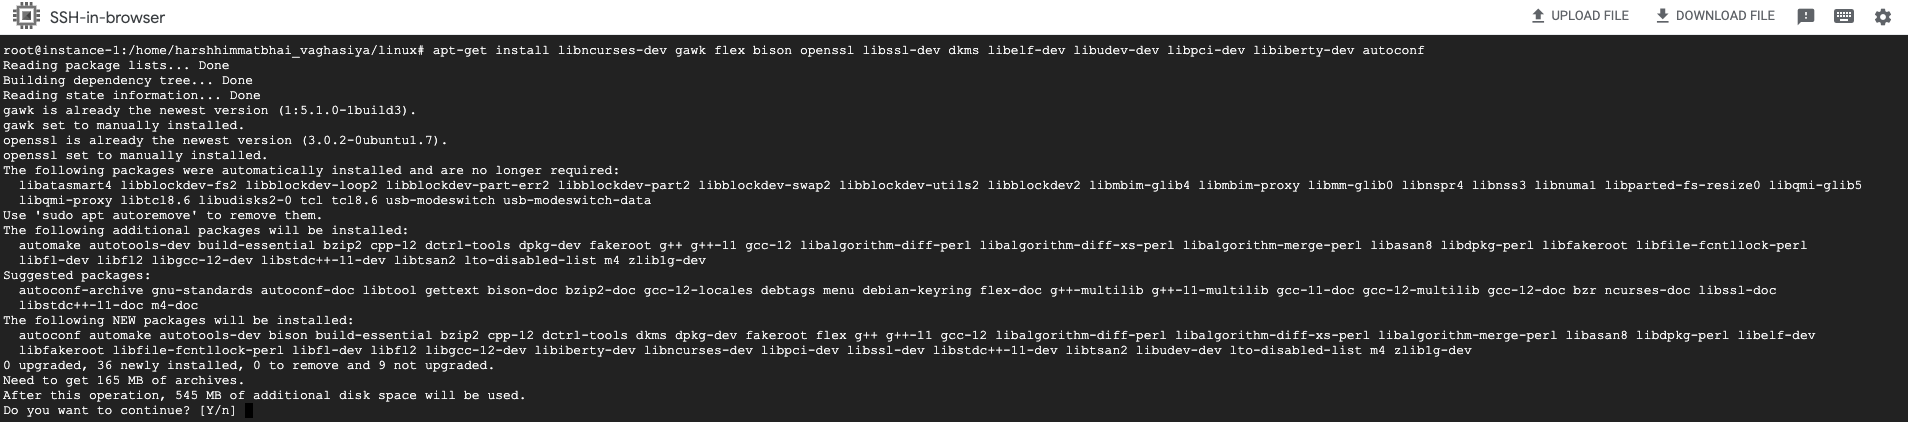 SSH-in-browser
UPLOAD FILE
DOWNLOAD FILE
root@instance-1:/home/harshhimmatbhai_vaghasiya/linux# apt-get install libncurses-dev gawk flex bison openssl libssl-dev dkms libelf-dev libudev-dev libpci-dev libiberty-dev autoconf
Reading package lists... Done
Building dependency tree... Done
Reading state information... Done
gawk is already the newest version (1:5.1.0-1build3).
gawk set to manually installed.
openssl is already the newest version (3.0.2-0ubuntu1.7).
openssl set to manually installed.
The following packages were automatically installed and are no longer required:
  libatasmart4 libblockdev-fs2 libblockdev-loop2 libblockdev-part-err2 libblockdev-part2 libblockdev-swap2 libblockdev-utils2 libblockdev2 libmbim-glib4 libmbim-proxy libmm-glib0 libnspr4 libnss3 libnuma1 libparted-fs-resize0 libqmi-glib5
  libqmi-proxy libtcl8.6 libudisks2-0 tcl tcl8.6 usb-modeswitch usb-modeswitch-data
Use 'sudo apt autoremove' to remove them.
The following additional packages will be installed:
  automake autotools-dev build-essential bzip2 cpp-12 dctrl-tools dpkg-dev fakeroot g++ g++-11 gcc-12 libalgorithm-diff-perl libalgorithm-diff-xs-perl libalgorithm-merge-perl libasan8 libdpkg-perl libfakeroot libfile-fcntllock-perl
  libfl-dev libfl2 libgcc-12-dev libstdc++-11-dev libtsan2 lto-disabled-list m4 zlib1g-dev
Suggested packages:
  autoconf-archive gnu-standards autoconf-doc libtool gettext bison-doc bzip2-doc gcc-12-locales debtags menu debian-keyring flex-doc g++-multilib g++-11-multilib gcc-11-doc gcc-12-multilib gcc-12-doc bzr ncurses-doc libssl-doc
  libstdc++-11-doc m4-doc
The following NEW packages will be installed:
  autoconf automake autotools-dev bison build-essential bzip2 cpp-12 dctrl-tools dkms dpkg-dev fakeroot flex g++ g++-11 gcc-12 libalgorithm-diff-perl libalgorithm-diff-xs-perl libalgorithm-merge-perl libasan8 libdpkg-perl libelf-dev
  libfakeroot libfile-fcntllock-perl libfl-dev libfl2 libgcc-12-dev libiberty-dev libncurses-dev libpci-dev libssl-dev libstdc++-11-dev libtsan2 libudev-dev lto-disabled-list m4 zlib1g-dev
0 upgraded, 36 newly installed, 0 to remove and 9 not upgraded.
Need to get 165 MB of archives.
After this operation, 545 MB of additional disk space will be used.
Do you want to continue? [Y/n]